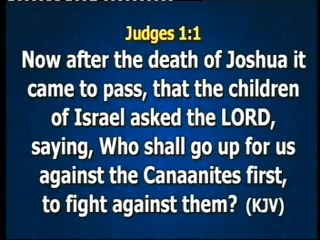 Judges 1:1
Now after the death of Joshua it
came to pass, that the children
of Israel asked the LORD,
saying, Who shall go up for us
against the Canaanites first,
to fight against them? (KJV)